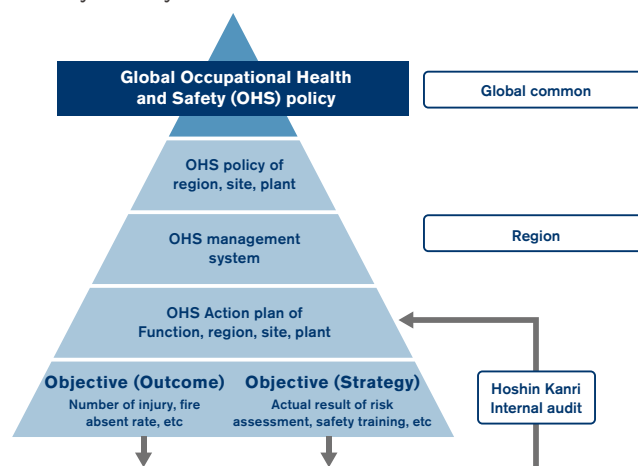 Global Occupational Health
and Safety (OHS) policy
Global common
OHS policy of
region, site, plant
OHS management
system
Region
OHS Action plan of
Function, region, site, plant
Objective (Outcome)
Number of injury, fire
absent rate, etc
Objective (Strategy)
Actual result of risk
assessment, safety training, etc
Hoshin Kanri
Internal audit